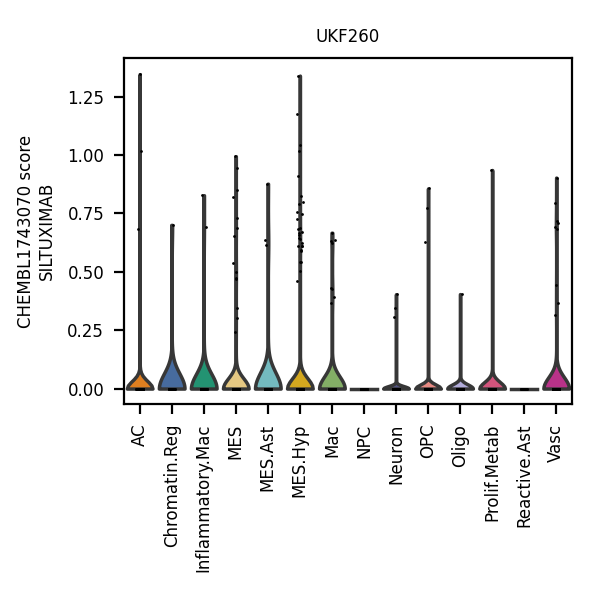 UKF260
CHEMBL1743070 score
SILTUXIMAB
1.25
1.00
0.75
0.50
0.25
0.00
AC
Chromatin.Reg
Inflammatory.Mac
MES
MES.Ast
MES.Hyp
Mac
NPC
Neuron
OPC
Oligo
Prolif.Metab
Reactive.Ast
Vasc